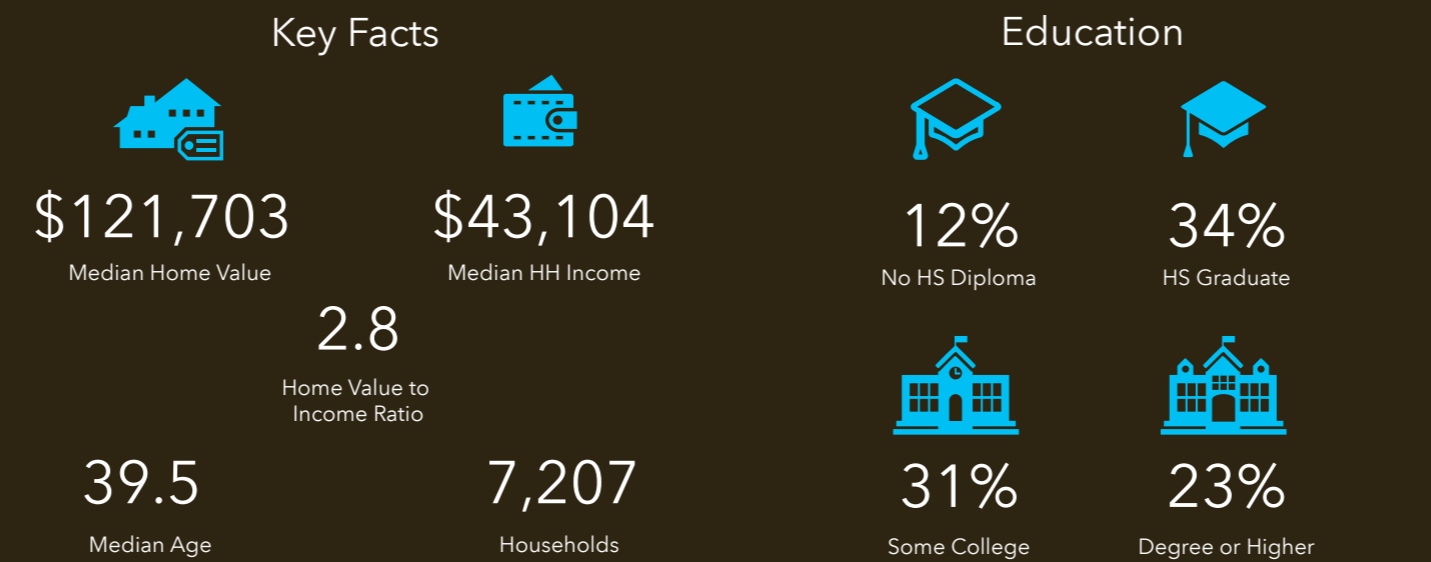 Key Facts
$121,703
Median Home Value
$43,104
Median HH Income
2.8
Home Value to
Income Ratio
39.5
Median Age
7,207
Households
Education
12%
No HS Diploma
34%
HS Graduate
31%
Some College
23%
Degree or Higher